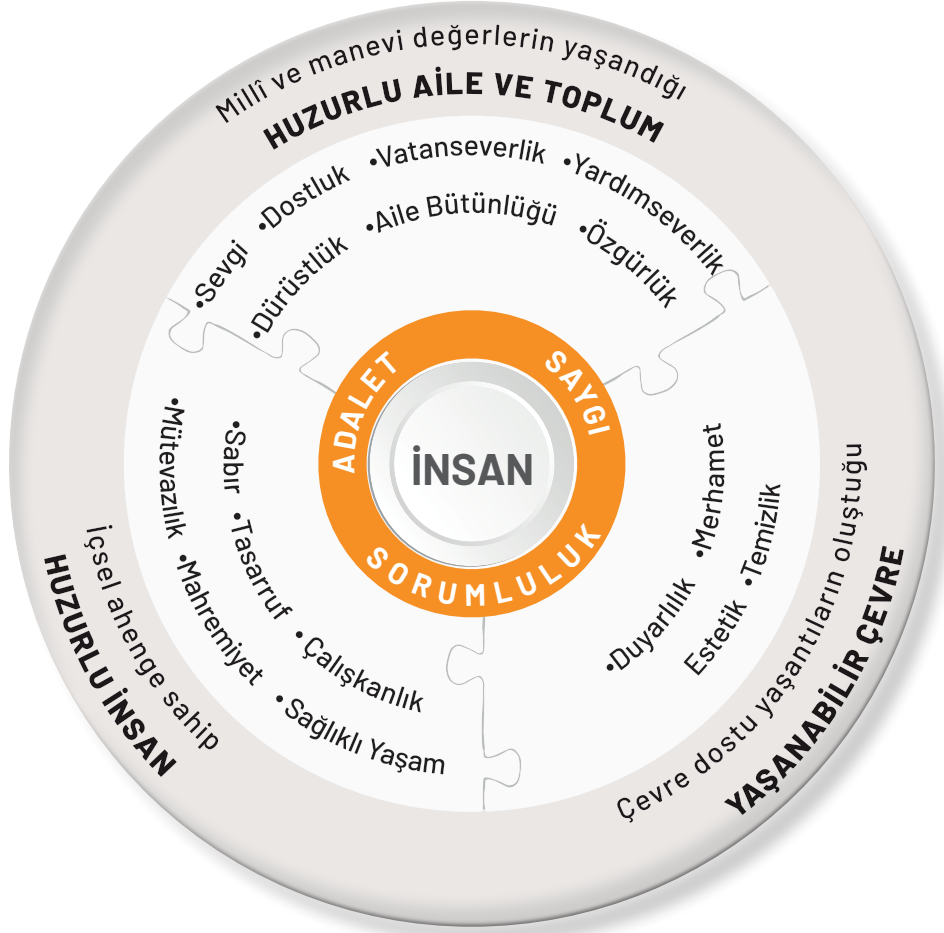 Millî ve manevi değerlerin yaşandığı
HUZURLU AİLE VE TOPLUM
•Sevgi •Dostluk •Vatanseverlik •Yardımseverlik
•Dürüstlük •Aile Bütünlüğü •Özgürlük
ADALET
SAYGI
SORUMLULUK
İNSAN
•Mütevazılık •Mahremiyet •Sağlıklı Yaşam
•Sabır •Tasarruf •Çalışkanlık
İçsel ahenge sahip
HUZURLU İNSAN
•Duyarlılık •Merhamet
Estetik •Temizlik
Çevre dostu yaşantıların oluştuğu
YAŞANABİLİR ÇEVRE